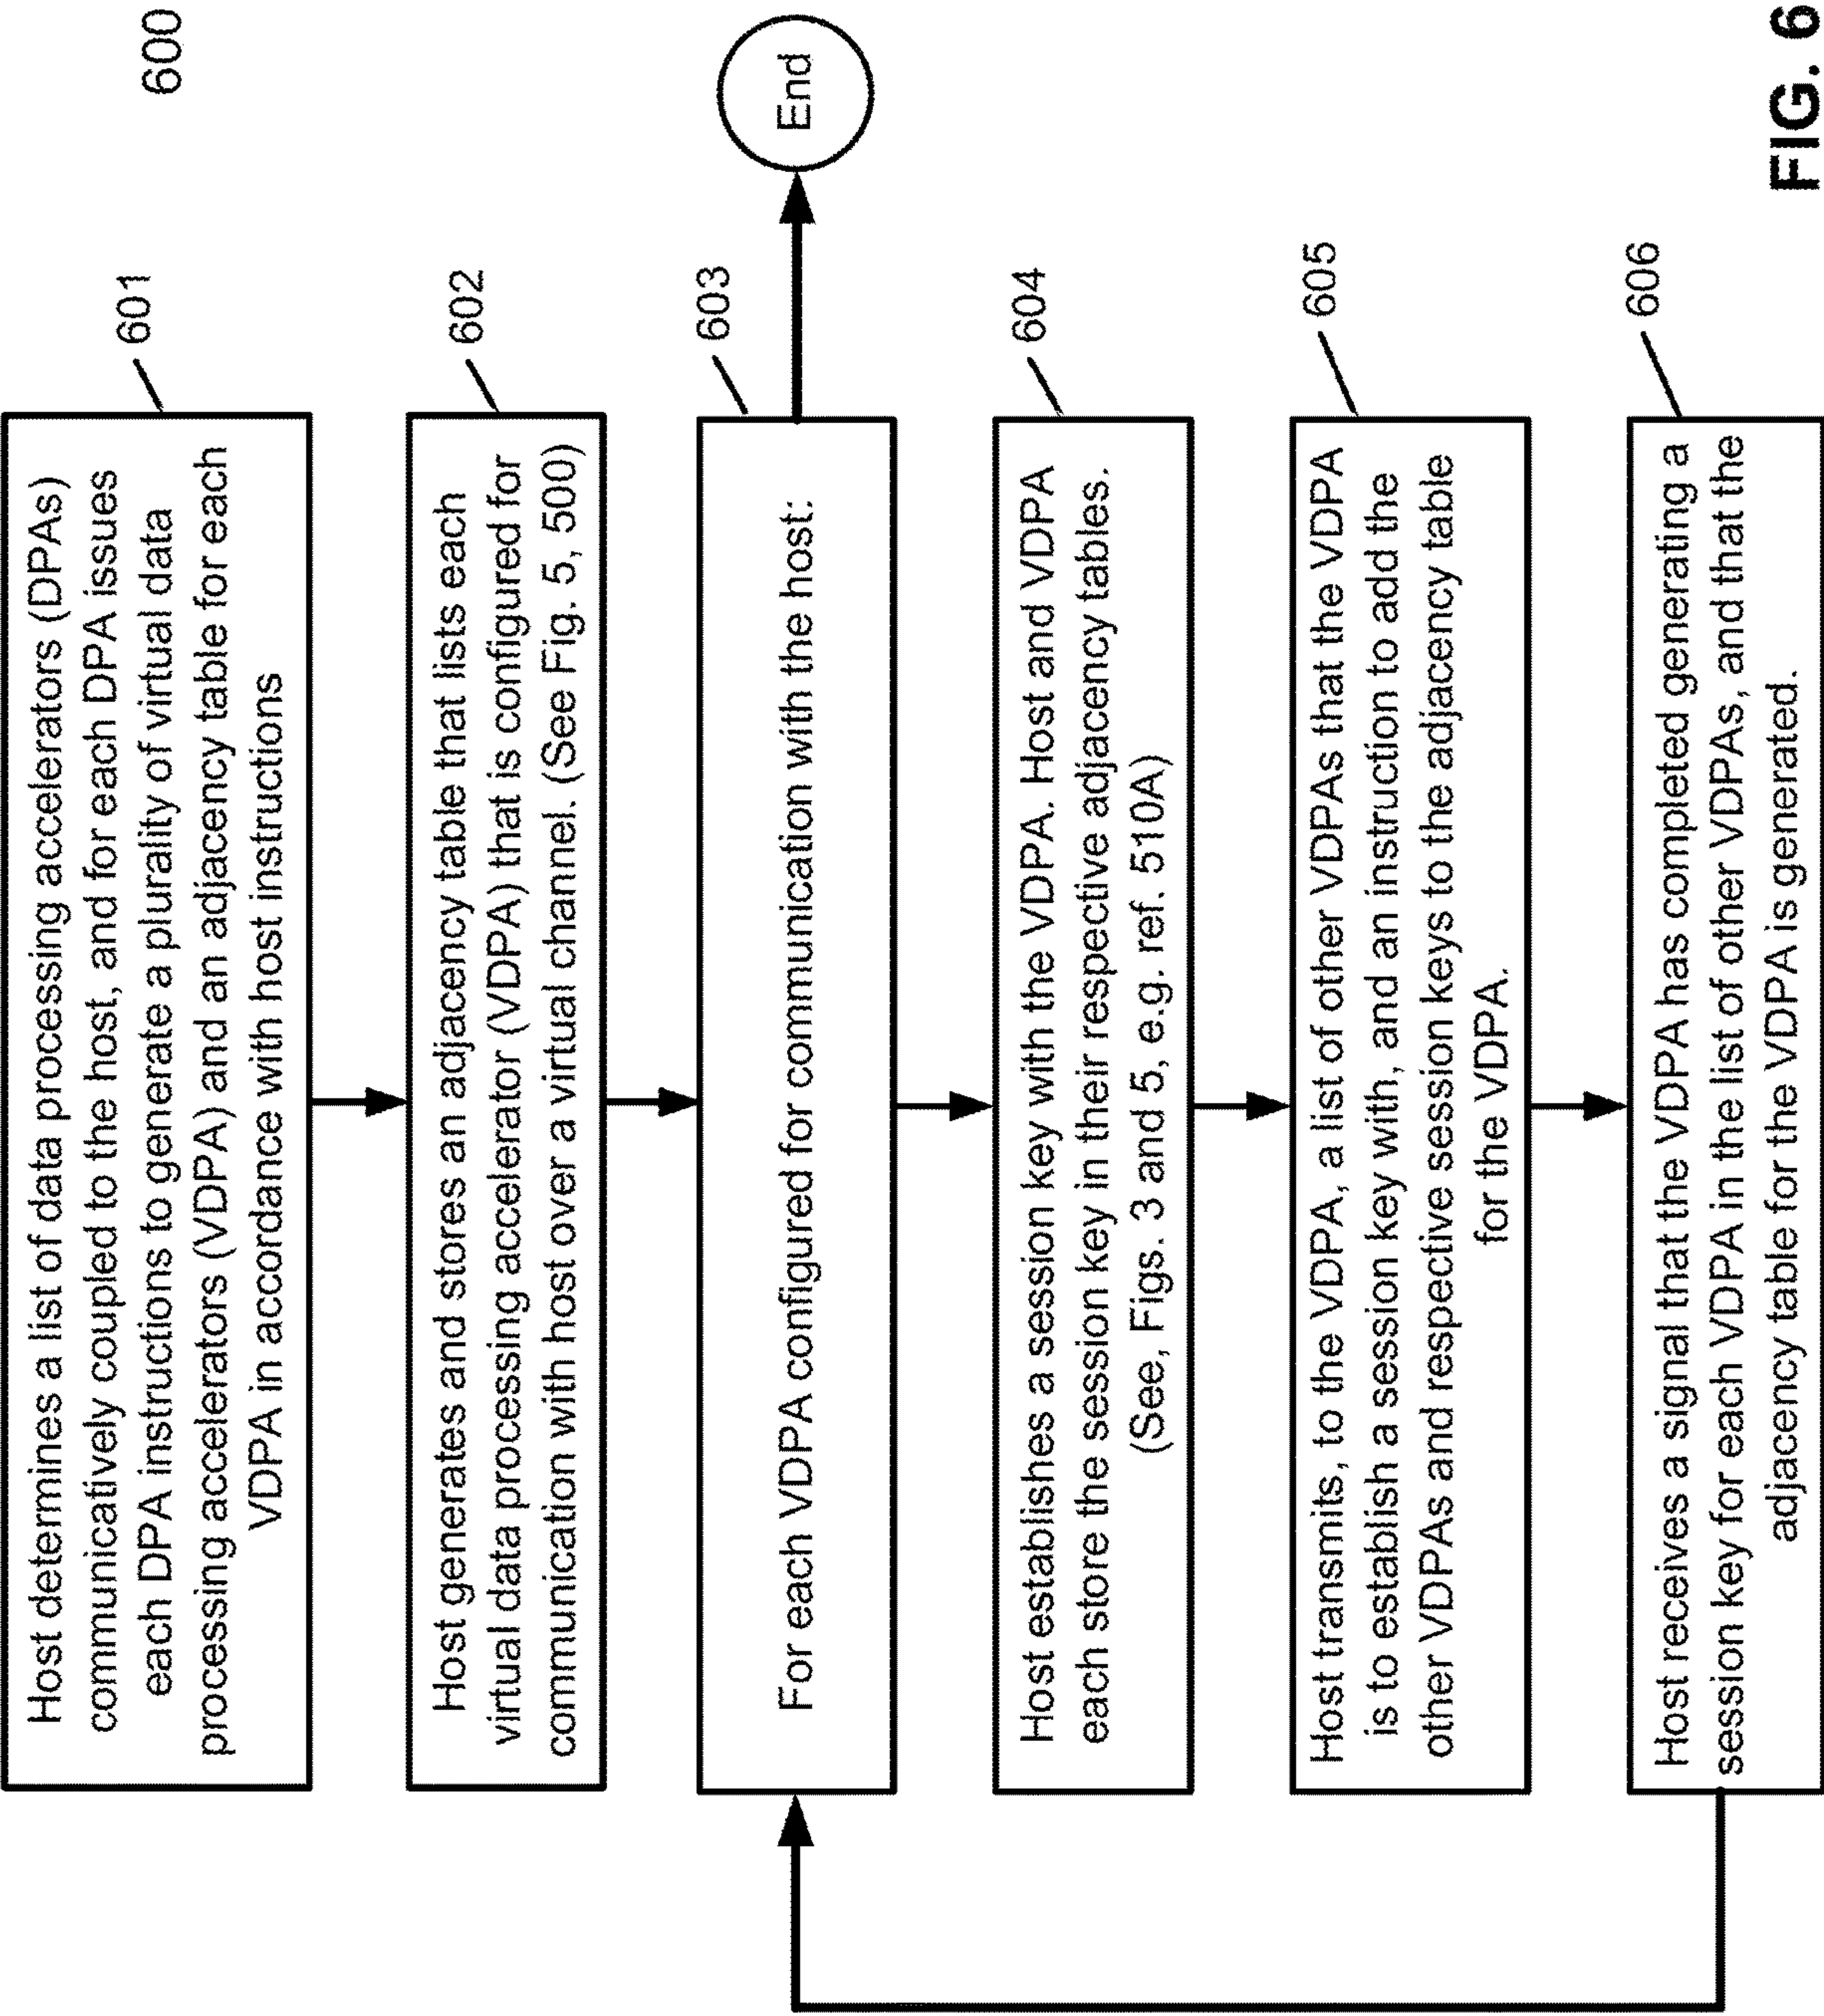 600
601
Host determines a list of data processing accelerators (DPAs)
communicatively coupled to the host, and for each DPA issues
each DPA instructions to generate a plurality of virtual data
processing accelerators (VDPA) and an adjacency table for each
VDPA in accordance with host instructions
602
Host generates and stores an adjacency table that lists each
virtual data processing accelerator (VDPA) that is configured for
communication with host over a virtual channel. (See Fig. 5, 500)
603
For each VDPA configured for communication with the host:
End
604
Host establishes a session key with the VDPA. Host and VDPA
each store the session key in their respective adjacency tables.
(See, Figs. 3 and 5, e.g. ref. 510A)
605
Host transmits, to the VDPA, a list of other VDPAs that the VDPA
is to establish a session key with, and an instruction to add the
other VDPAs and respective session keys to the adjacency table
for the VDPA.
606
Host receives a signal that the VDPA has completed generating a
session key for each VDPA in the list of other VDPAs, and that the
adjacency table for the VDPA is generated.
FIG. 6